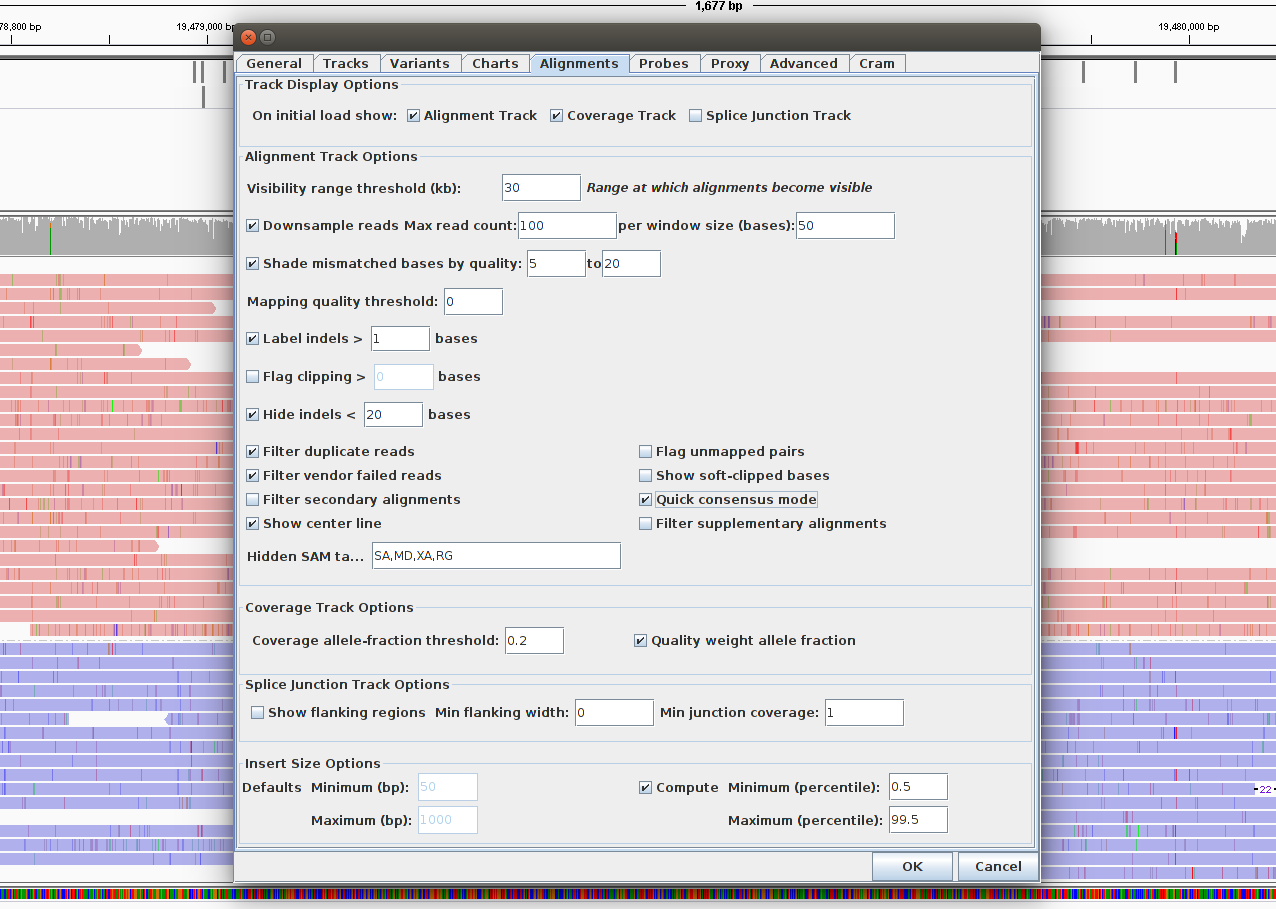 1,677 bp
78,800 bp 19,479,000 bp 19,480,000 bp
General Tracks Variants Charts Alignments Probes Proxy Advanced Cram
Track Display Options
On initial load show: Alignment Track Coverage Track Splice Junction Track
Alignment Track Options
Visibility range threshold (kb): 30 Range at which alignments become visible
Downsample reads Max read count: 100 per window size (bases): 50
Shade mismatched bases by quality: 5 to 20
Mapping quality threshold: 0
Label indels > 1 bases
Flag clipping > 0 bases
Hide indels < 20 bases
Filter duplicate reads Flag unmapped pairs
Filter vendor failed reads Show soft-clipped bases
Filter secondary alignments Quick consensus mode
Show center line Filter supplementary alignments
Hidden SAM ta... SA,MD,XA,RG
Coverage Track Options
Coverage allele-fraction threshold: 0.2 Quality weight allele fraction
Splice Junction Track Options
Show flanking regions Min flanking width: 0 Min junction coverage: 1
Insert Size Options
Defaults Minimum (bp): 50 Compute Minimum (percentile): 0.5
22
Maximum (bp): 1000 Maximum (percentile): 99.5
OK Cancel